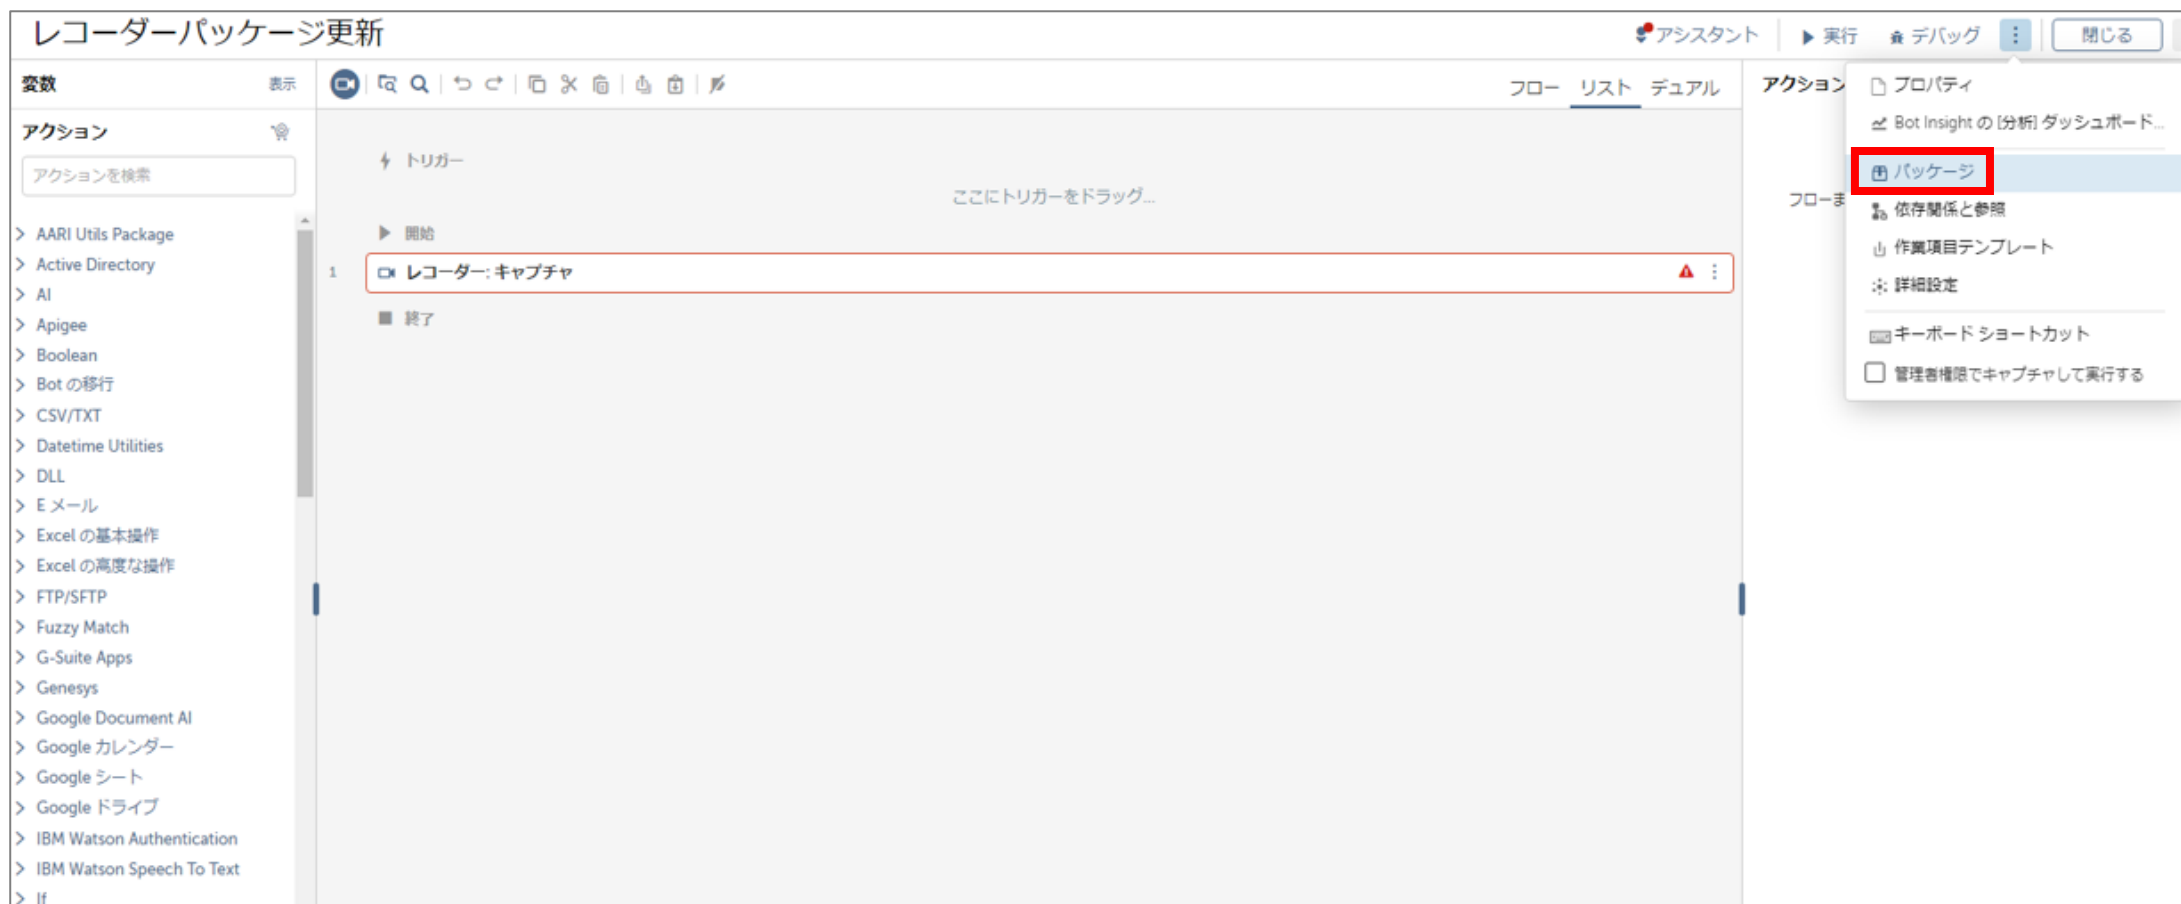 レコーダーパッケージ更新
アシスタント
実行
デバッグ
閉じる
変数
表示
フロー
リスト
デュアル
アクション
アクション
アクションを検索
AARI Utils Package
Active Directory
AI
Apigee
Boolean
Bot の移行
CSV/TXT
Datetime Utilities
DLL
E メール
Excel の基本操作
Excel の高度な操作
FTP/SFTP
Fuzzy Match
G-Suite Apps
Genesys
Google Document AI
Google カレンダー
Google シート
Google ドライブ
IBM Watson Authentication
IBM Watson Speech To Text
If
トリガー
ここにトリガーをドラッグ...
開始
1
レコーダー: キャプチャ
終了
フローま
プロパティ
Bot Insight の [分析] ダッシュボード...
パッケージ
依存関係と参照
作業項目テンプレート
詳細設定
キーボード ショートカット
管理者権限でキャプチャして実行する